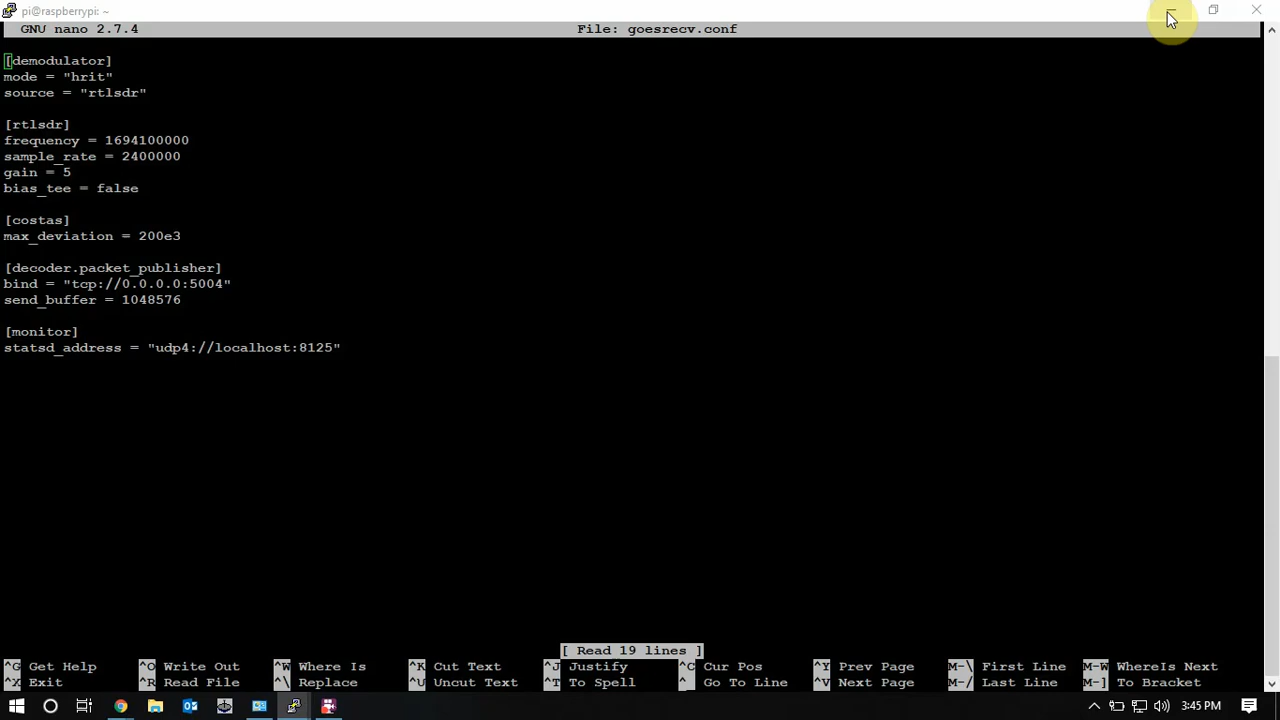 pi@raspberrypi: ~
GNU nano 2.7.4 File: goesrecv.conf
[demodulator]
mode = "hrit"
source = "rtlsdr"
[rtlsdr]
frequency = 1694100000
sample_rate = 2400000
gain = 5
bias_tee = false
[costas]
max_deviation = 200e3
[decoder.packet_publisher]
bind = "tcp://0.0.0.0:5004"
send_buffer = 1048576
[monitor]
statsd_address = "udp4://localhost:8125"
[ Read 19 lines ]
^G Get Help ^O Write Out ^W Where Is ^K Cut Text ^J Justify ^C Cur Pos ^Y Prev Page M-\ First Line M-W WhereIs Next
^X Exit ^R Read File ^\ Replace ^U Uncut Text ^T To Spell ^_ Go To Line ^V Next Page M-/ Last Line M-] To Bracket
3:45 PM